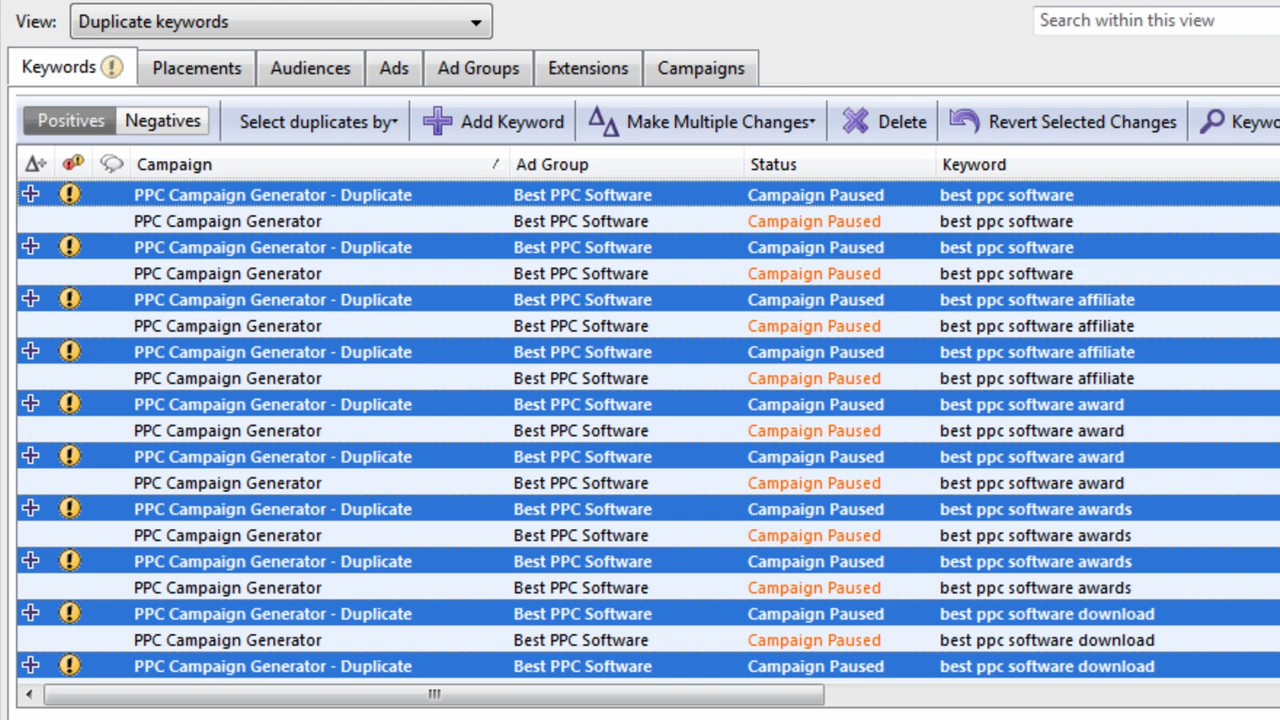 View: Duplicate keywords Search within this view
Keywords Placements Audiences Ads Ad Groups Extensions Campaigns
Positives Negatives Select duplicates by Add Keyword Make Multiple Changes Delete Revert Selected Changes
Campaign Ad Group Status Keyword
PPC Campaign Generator - Duplicate Best PPC Software Campaign Paused best ppc software
PPC Campaign Generator Best PPC Software Campaign Paused best ppc software
PPC Campaign Generator - Duplicate Best PPC Software Campaign Paused best ppc software
PPC Campaign Generator Best PPC Software Campaign Paused best ppc software
PPC Campaign Generator - Duplicate Best PPC Software Campaign Paused best ppc software affiliate
PPC Campaign Generator Best PPC Software Campaign Paused best ppc software affiliate
PPC Campaign Generator - Duplicate Best PPC Software Campaign Paused best ppc software affiliate
PPC Campaign Generator Best PPC Software Campaign Paused best ppc software affiliate
PPC Campaign Generator - Duplicate Best PPC Software Campaign Paused best ppc software award
PPC Campaign Generator Best PPC Software Campaign Paused best ppc software award
PPC Campaign Generator - Duplicate Best PPC Software Campaign Paused best ppc software award
PPC Campaign Generator Best PPC Software Campaign Paused best ppc software award
PPC Campaign Generator - Duplicate Best PPC Software Campaign Paused best ppc software awards
PPC Campaign Generator Best PPC Software Campaign Paused best ppc software awards
PPC Campaign Generator - Duplicate Best PPC Software Campaign Paused best ppc software awards
PPC Campaign Generator Best PPC Software Campaign Paused best ppc software awards
PPC Campaign Generator - Duplicate Best PPC Software Campaign Paused best ppc software download
PPC Campaign Generator Best PPC Software Campaign Paused best ppc software download
PPC Campaign Generator - Duplicate Best PPC Software Campaign Paused best ppc software download